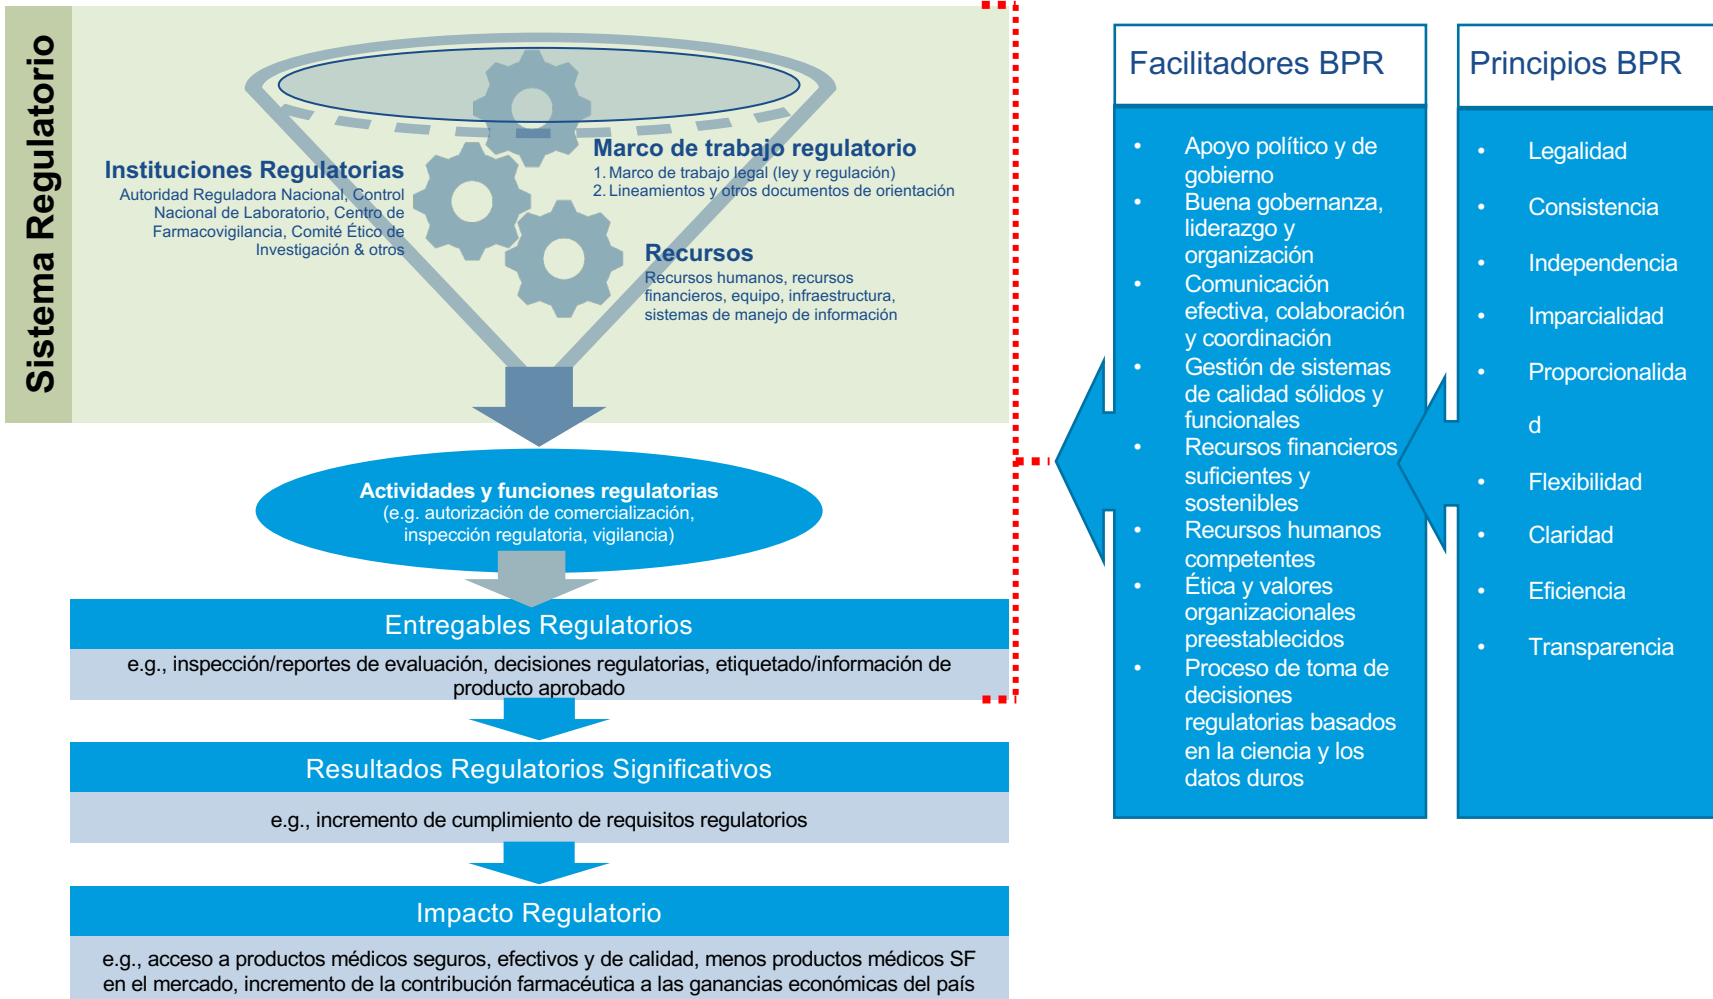 Sistema Regulatorio
Instituciones Regulatorias
Autoridad Reguladora Nacional, Control
Nacional de Laboratorio, Centro de
Farmacovigilancia, Comité Ético de
Investigación & otros
Marco de trabajo regulatorio
1. Marco de trabajo legal (ley y regulación)
2. Lineamientos y otros documentos de orientación
Recursos
Recursos humanos, recursos
financieros, equipo, infraestructura,
sistemas de manejo de información
Actividades y funciones regulatorias
(e.g. autorización de comercialización,
inspección regulatoria, vigilancia)
Entregables Regulatorios
e.g., inspección/reportes de evaluación, decisiones regulatorias, etiquetado/información de
producto aprobado
Resultados Regulatorios Significativos
e.g., incremento de cumplimiento de requisitos regulatorios
Impacto Regulatorio
e.g., acceso a productos médicos seguros, efectivos y de calidad, menos productos médicos SF
en el mercado, incremento de la contribución farmacéutica a las ganancias económicas del país
Facilitadores BPR
• Apoyo político y de
gobierno
• Buena gobernanza,
liderazgo y
organización
• Comunicación
efectiva, colaboración
y coordinación
• Gestión de sistemas
de calidad sólidos y
funcionales
• Recursos financieros
suficientes y
sostenibles
• Recursos humanos
competentes
• Ética y valores
organizacionales
preestablecidos
• Proceso de toma de
decisiones
regulatorias basados
en la ciencia y los
datos duros
Principios BPR
• Legalidad
• Consistencia
• Independencia
• Imparcialidad
• Proporcionalida
d
• Flexibilidad
• Claridad
• Eficiencia
• Transparencia